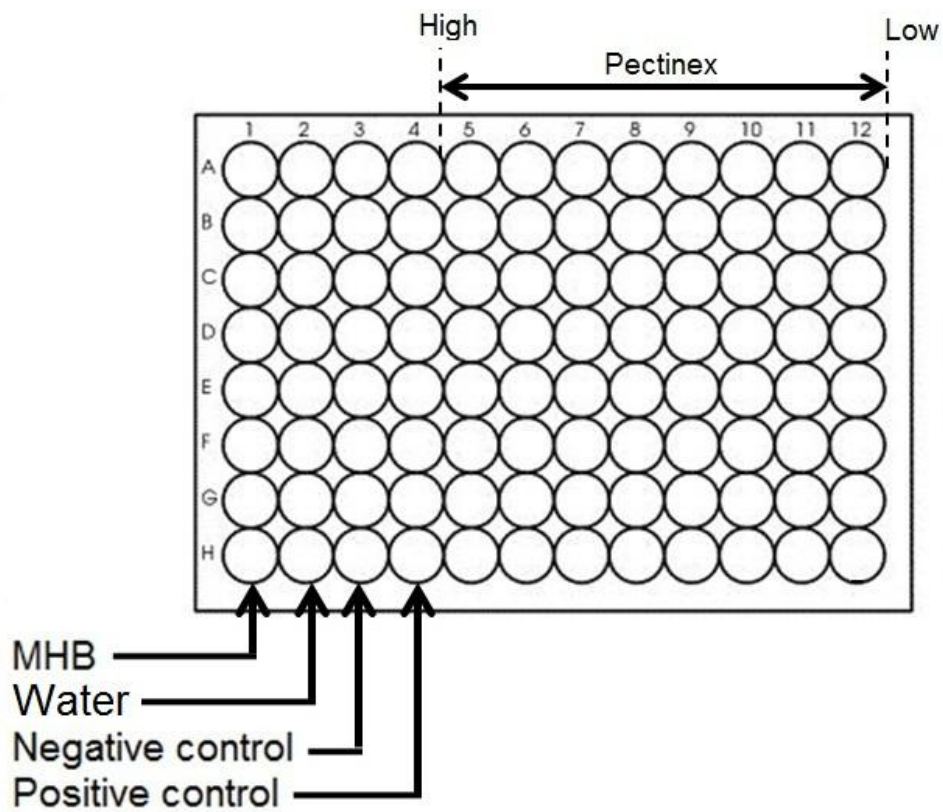 High
Low
Pectinex
1 2 3 4 5 6 7 8 9 10 11 12
A
B
C
D
E
F
G
H
MHB
Water
Negative control
Positive control